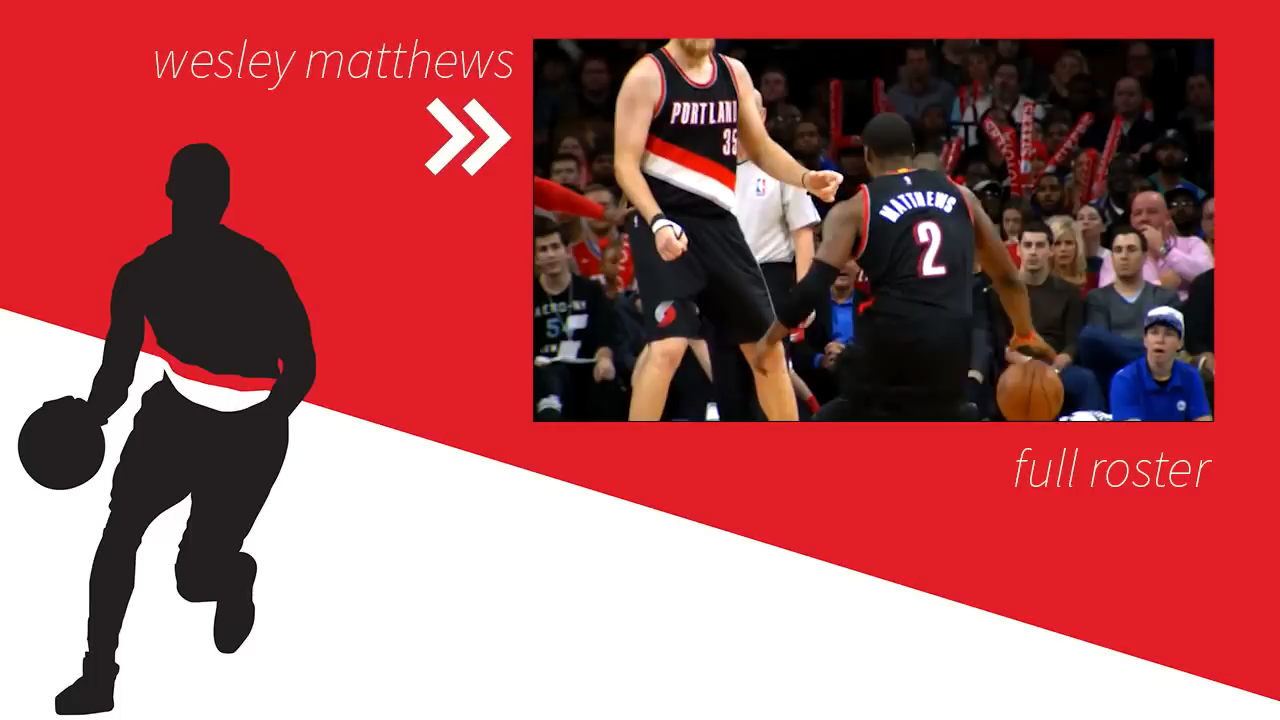 wesley matthews
PORTLAND
35
MATTHEWS
2
full roster